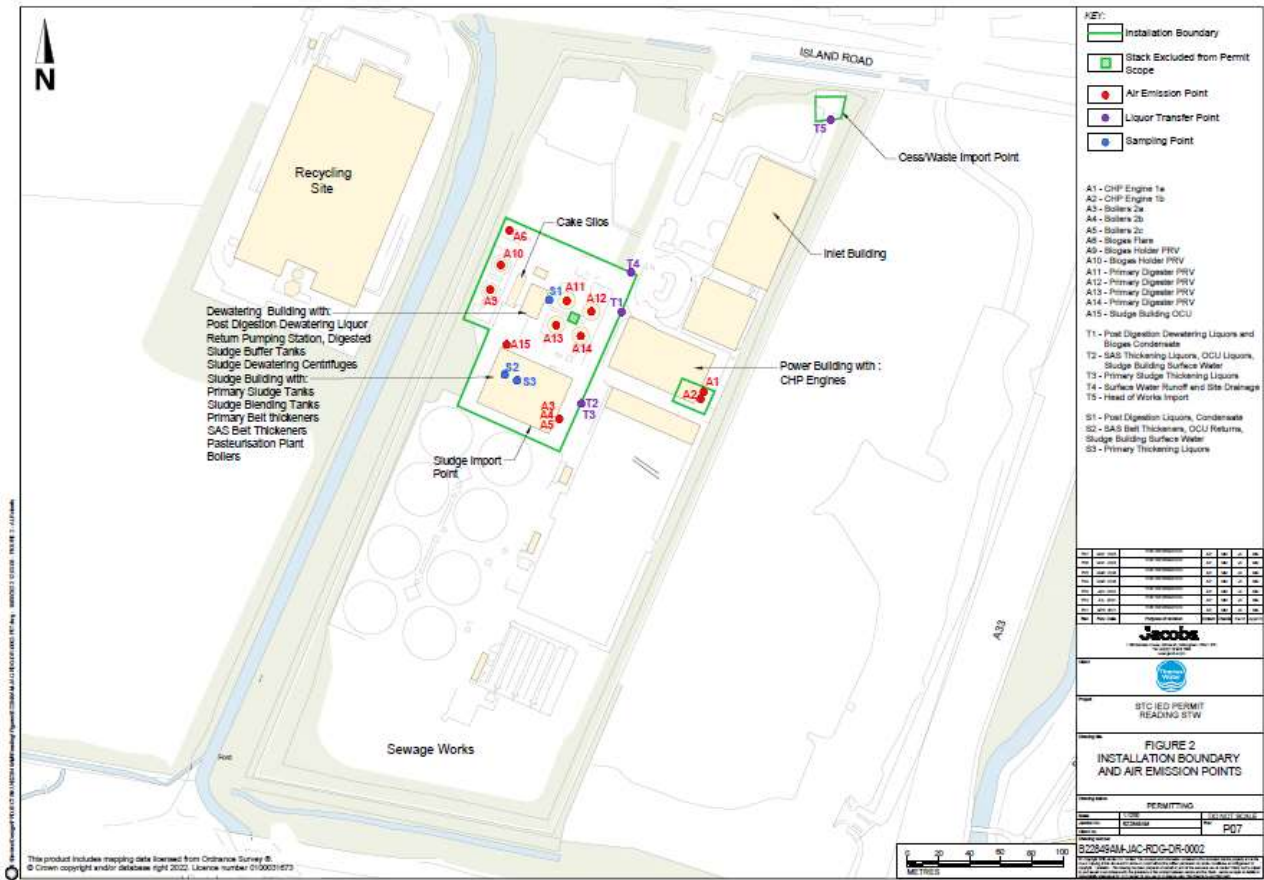 N
ISLAND ROAD
T5
Cess/Waste Import Point
Recycling
Site
Cake Silos
A6
A10
A9
S1
A11
A12
A13
A14
T4
T1
Inlet Building
Dewatering Building with:
Post Digestion Dewatering Liquor
Return Pumping Station, Digested
Sludge Buffer Tanks
Sludge Dewatering Centrifuges
Sludge Building with:
Primary Sludge Tanks
Sludge Blending Tanks
Primary Belt thickeners
SAS Belt Thickeners
Pasteurisation Plant
Boilers
A15
S2
S3
A3
A4
A5
T2
T3
Power Building with :
CHP Engines
A1
A2
Sludge Import
Point
A33
Sewage Works
This product includes mapping data licensed from Ordnance Survey ®.
© Crown copyright and/or database right 2022. Licence number 0100031673
0 20 40 60 80 100
METRES
KEY:
Installation Boundary
Stack Excluded from Permit
Scope
Air Emission Point
Liquor Transfer Point
Sampling Point
A1 - CHP Engine 1a
A2 - CHP Engine 1b
A3 - Boilers 2a
A4 - Boilers 2b
A5 - Boilers 2c
A6 - Biogas Flare
A9 - Biogas Holder PRV
A10 - Biogas Holder PRV
A11 - Primary Digester PRV
A12 - Primary Digester PRV
A13 - Primary Digester PRV
A14 - Primary Digester PRV
A15 - Sludge Building OCU
T1 - Post Digestion Dewatering Liquors and
Biogas Condensate
T2 - SAS Thickening Liquors, OCU Liquors,
Sludge Building Surface Water
T3 - Primary Sludge Thickening Liquors
T4 - Surface Water Runoff and Site Drainage
T5 - Head of Works Import
S1 - Post Digestion Liquors, Condensate
S2 - SAS Belt Thickeners, OCU Returns,
Sludge Building Surface Water
S3 - Primary Thickening Liquors
Jacobs
Thames
Water
STC IED PERMIT
READING STW
FIGURE 2
INSTALLATION BOUNDARY
AND AIR EMISSION POINTS
PERMITTING
DO NOT SCALE
P07
B22849AM-JAC-RDG-DR-0002